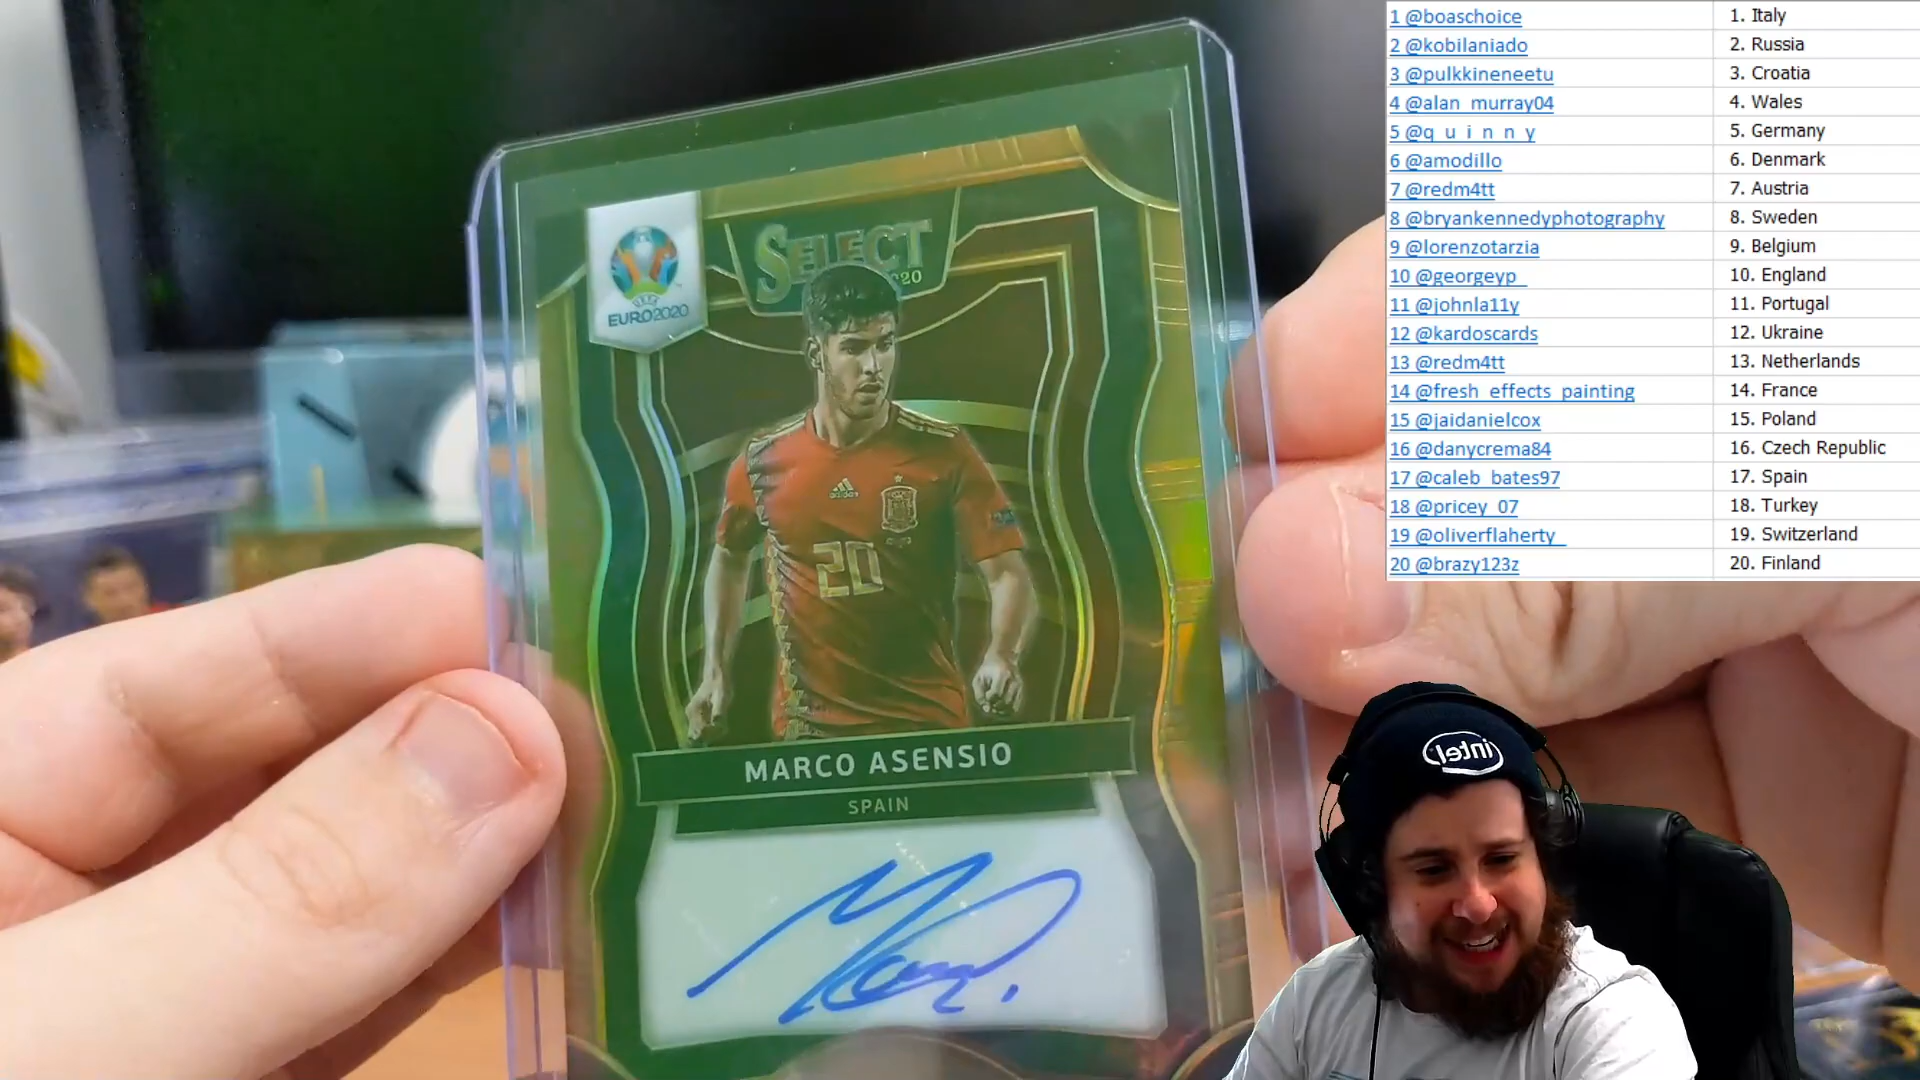 1 @boaschoice 1. Italy
2 @kobilaniado 2. Russia
3 @pulkkineneetu 3. Croatia
4 @alan_murray04 4. Wales
5 @q_u_i_n_n_y 5. Germany
6 @amodillo 6. Denmark
7 @redm4tt 7. Austria
8 @bryankennedyphotography 8. Sweden
9 @lorenzotarzia 9. Belgium
10 @georgeyp_ 10. England
11 @johnla11y 11. Portugal
12 @kardoscards 12. Ukraine
13 @redm4tt 13. Netherlands
14 @fresh_effects_painting 14. France
15 @jaidanielcox 15. Poland
16 @danycrema84 16. Czech Republic
17 @caleb_bates97 17. Spain
18 @pricey_07 18. Turkey
19 @oliverflaherty_ 19. Switzerland
20 @brazy123z 20. Finland
SELECT
20
UEFA
EURO2020
adidas
20
MARCO ASENSIO
SPAIN
intel